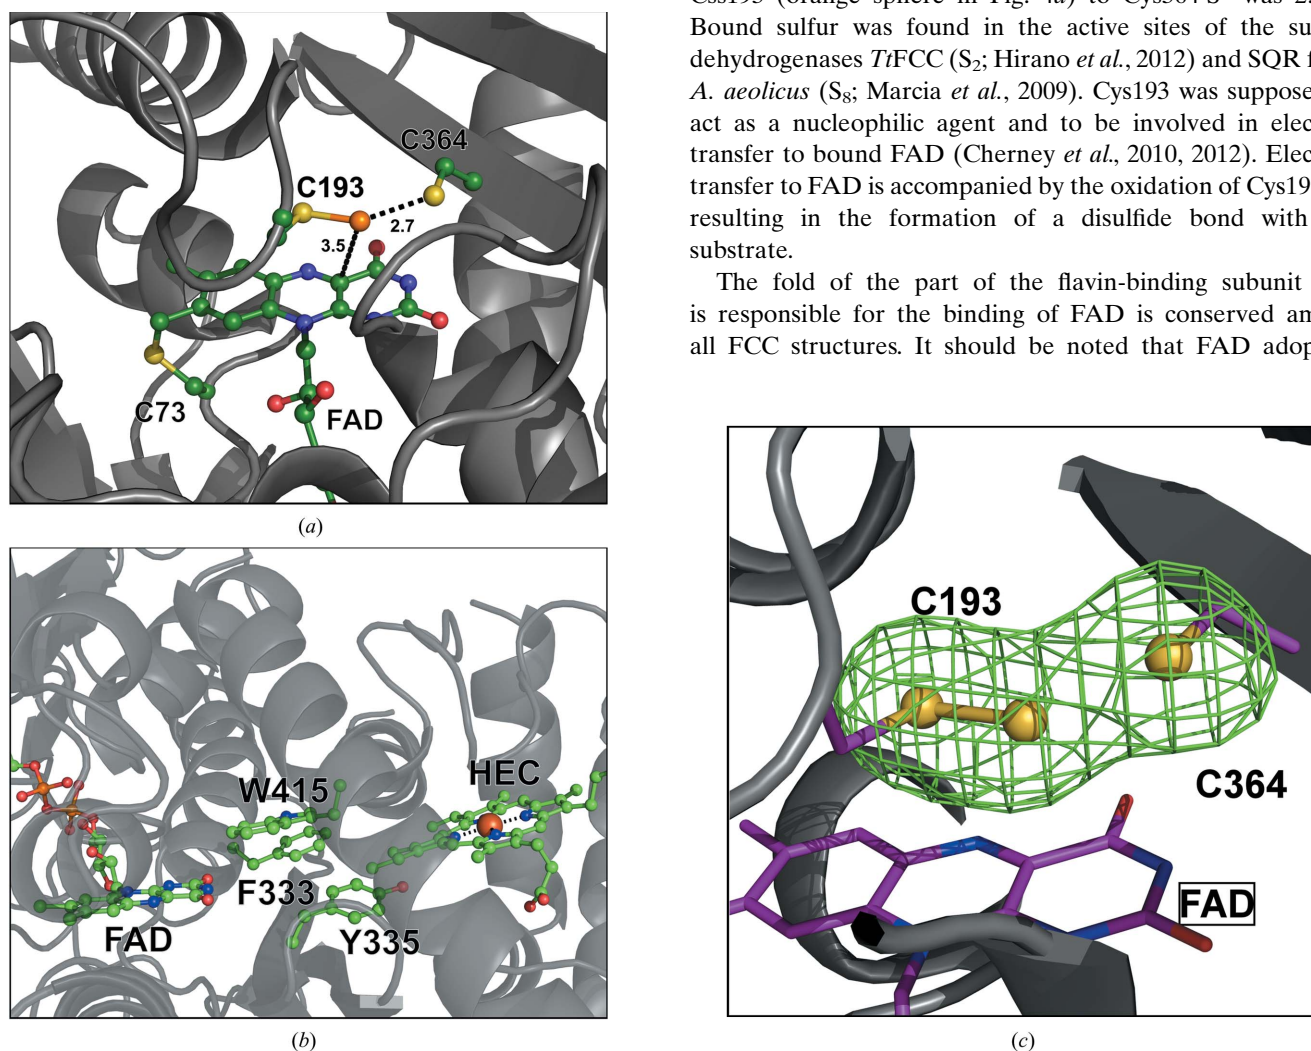 C364
C193
2.7
3.5
C73
FAD
(a)
W415
HEC
F333
FAD
Y335
(b)
Bound sulfur was found in the active sites of the su
dehydrogenases TtFCC (S₂; Hirano et al., 2012) and SQR f
A. aeolicus (S₈; Marcia et al., 2009). Cys193 was suppose
act as a nucleophilic agent and to be involved in elec
transfer to bound FAD (Cherney et al., 2010, 2012). Elec
transfer to FAD is accompanied by the oxidation of Cys19
resulting in the formation of a disulfide bond with
substrate.
The fold of the part of the flavin-binding subunit
is responsible for the binding of FAD is conserved am
all FCC structures. It should be noted that FAD adop
C193
C364
FAD
(c)